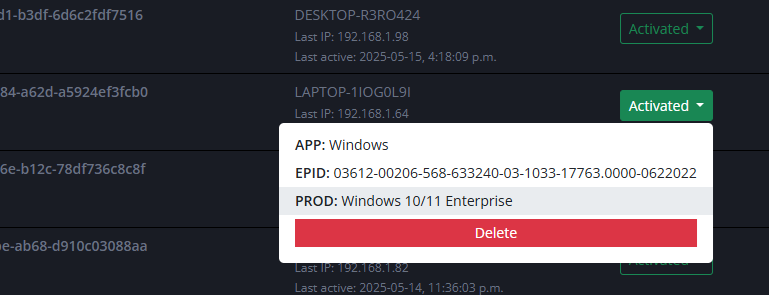 d1-b3df-6d6c2fdf7516
DESKTOP-R3RO424
Activated
Last IP: 192.168.1.98
Last active: 2025-05-15, 4:18:09 p.m.
84-a62d-a5924ef3fcb0
LAPTOP-1IOG0L9I
Activated
Last IP: 192.168.1.64
APP: Windows
6e-b12c-78df736c8c8f
EPID: 03612-00206-568-633240-03-1033-17763.0000-0622022
PROD: Windows 10/11 Enterprise
Delete
be-ab68-d910c03088aa
Activated
Last IP: 192.168.1.82
Last active: 2025-05-14, 11:36:03 p.m.